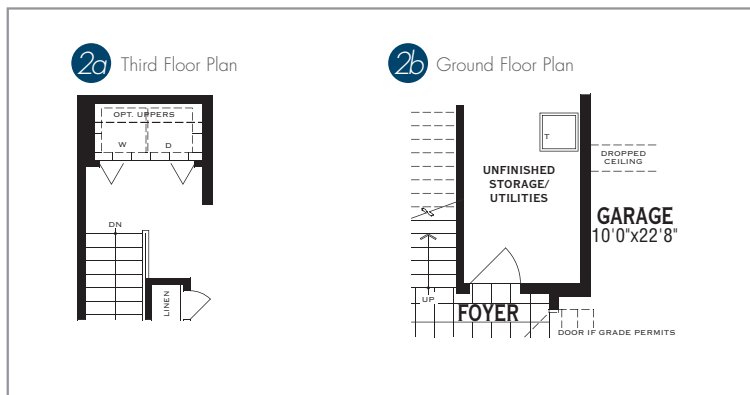 2a Third Floor Plan
OPT. UPPERS
W D
DN
LINEN
2b Ground Floor Plan
T
UNFINISHED
STORAGE/
UTILITIES
DROPPED
CEILING
GARAGE
10'0"x22'8"
UP
FOYER
DOOR IF GRADE PERMITS